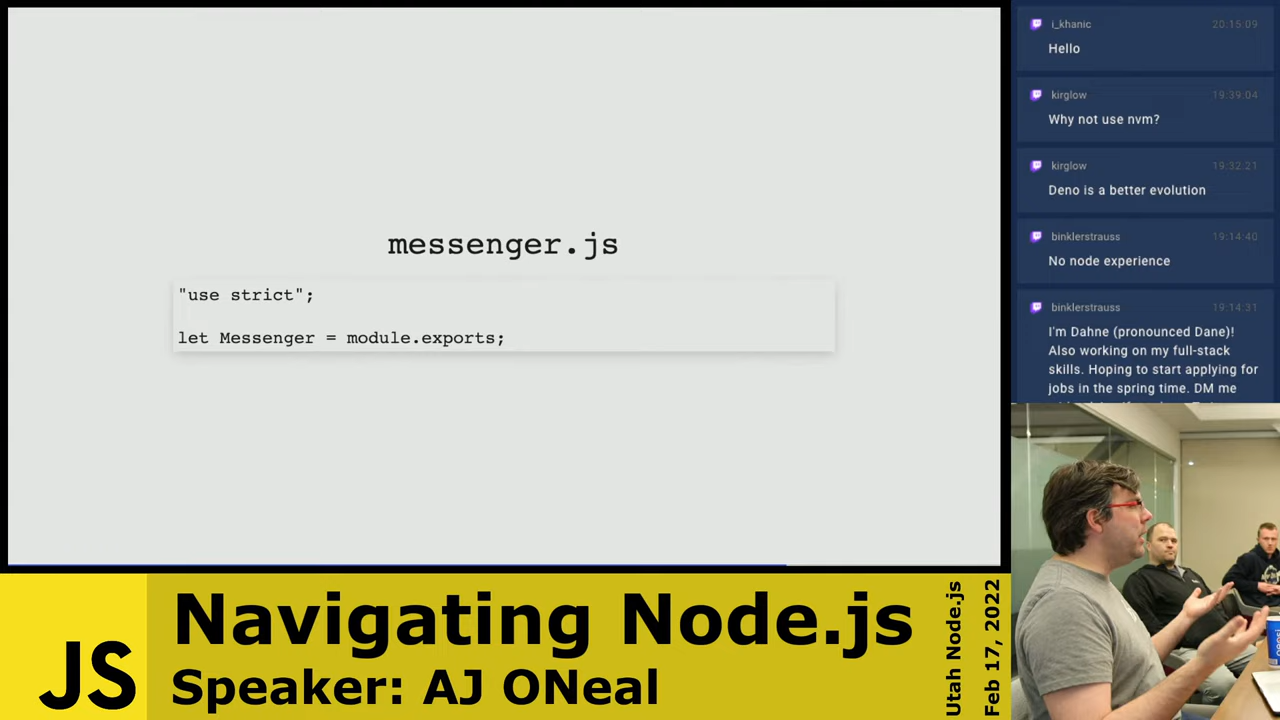 messenger.js
"use strict";
let Messenger = module.exports;
i_khanic 20:15:09
Hello
kirglow 19:39:04
Why not use nvm?
kirglow 19:32:21
Deno is a better evolution
binklerstrauss 19:14:40
No node experience
binklerstrauss 19:14:31
I'm Dahne (pronounced Dane)!
Also working on my full-stack
skills. Hoping to start applying for
jobs in the spring time. DM me
JS
Navigating Node.js
Speaker: AJ ONeal
Utah Node.js
Feb 17, 2022